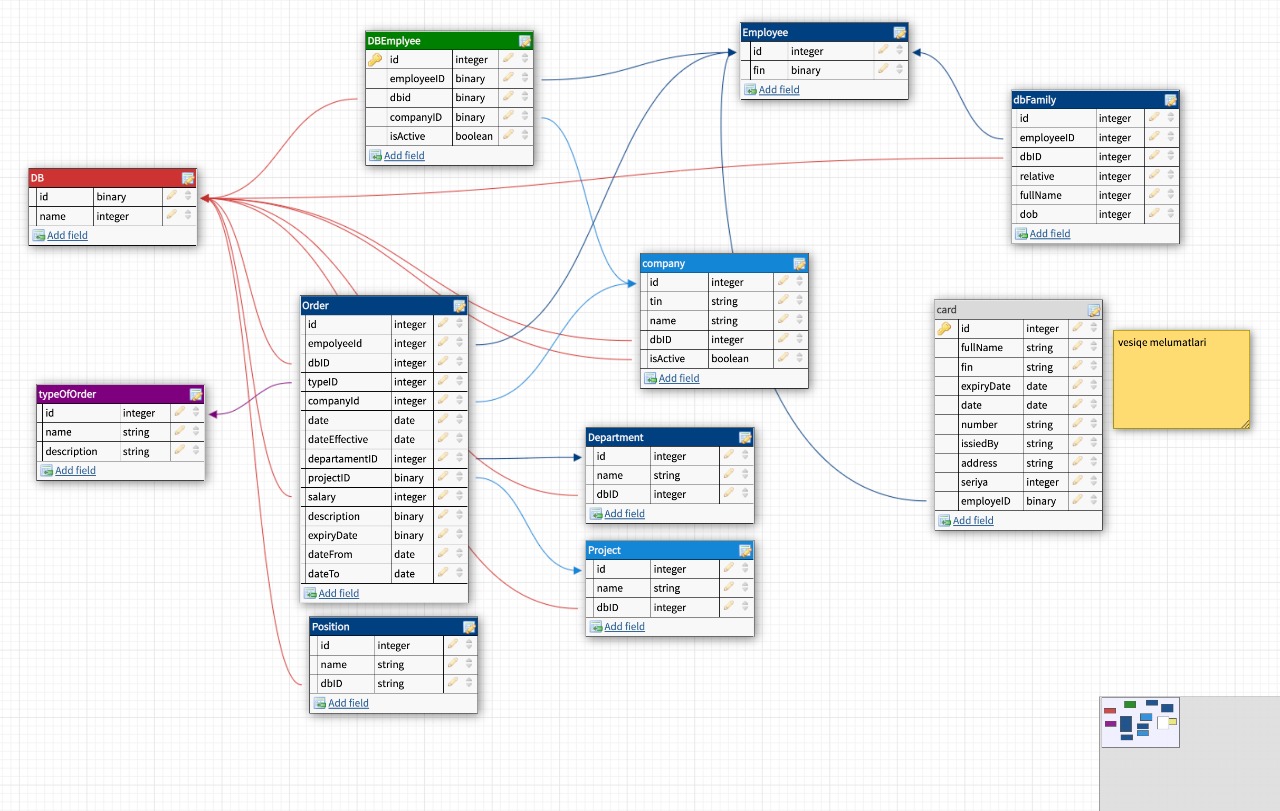 DBEmplyee
id integer
employeeID binary
dbid binary
companyID binary
isActive boolean
Add field
Employee
id integer
fin binary
Add field
dbFamily
id integer
employeeID integer
dbID integer
relative integer
fullName integer
dob integer
Add field
DB
id binary
name integer
Add field
company
id integer
tin string
name string
dbID integer
isActive boolean
Add field
Order
id integer
empolyeeId integer
dbID integer
typeID integer
companyId integer
date date
dateEffective date
departamentID integer
projectID binary
salary integer
description binary
expiryDate binary
dateFrom date
dateTo date
Add field
card
id integer
fullName string
fin string
expiryDate date
date date
number string
issiedBy string
address string
seriya integer
employeID binary
Add field
vesiqe melumatlari
typeOfOrder
id integer
name string
description string
Add field
Department
id integer
name string
dbID integer
Add field
Project
id integer
name string
dbID integer
Add field
Position
id integer
name string
dbID string
Add field